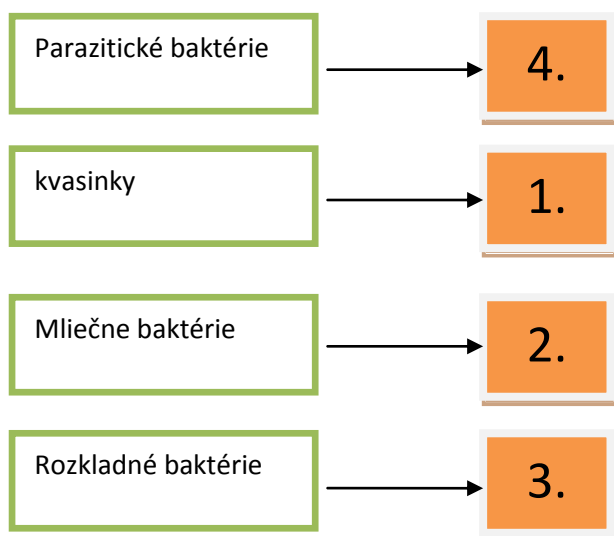 Parazitické baktérie
4.
kvasinky
1.
Mliečne baktérie
2.
Rozkladné baktérie
3.